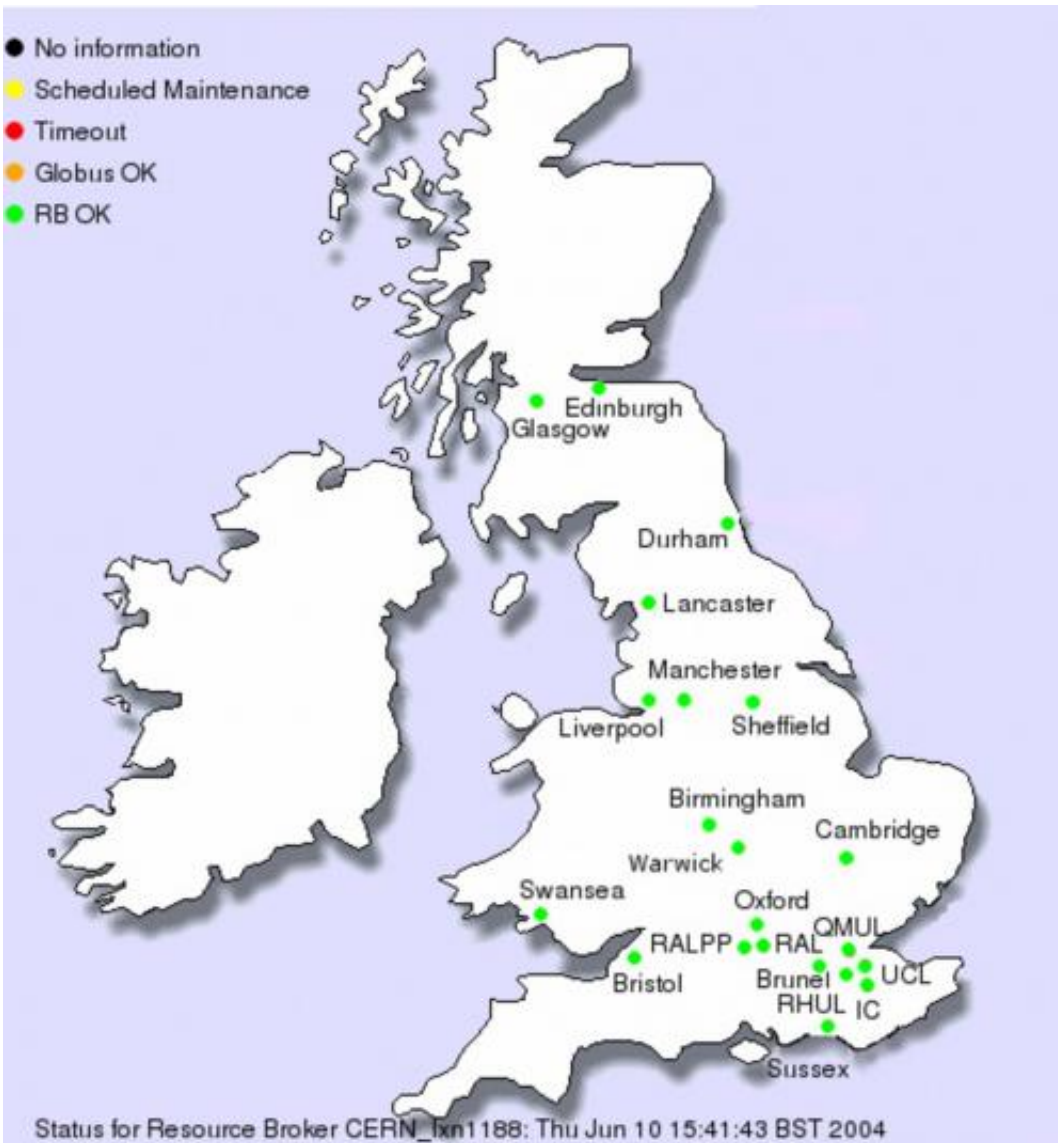 No information
Scheduled Maintenance
Timeout
Globus OK
RB OK
Edinburgh
Glasgow
Durham
Lancaster
Manchester
Liverpool
Sheffield
Birmingham
Cambridge
Warwick
Swansea
Oxford
QMUL
RALPP
RAL
Bristol
Brunel
UCL
RHUL
IC
Sussex
Status for Resource Broker CERN_lxn1188: Thu Jun 10 15:41:43 BST 2004